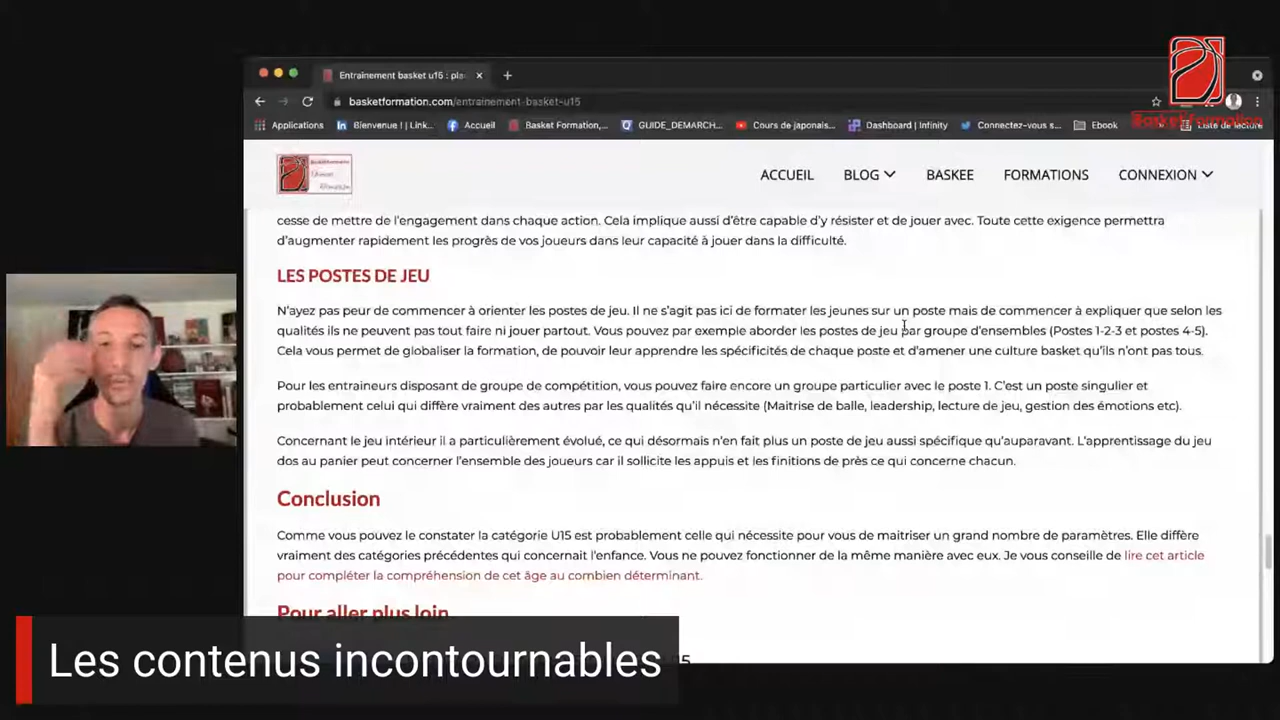 Entraînement basket u15 : pla
basketformation.com/entrainement-basket-u15
Applications
Bienvenue ! | Link...
Accueil
Basket Formation,...
GUIDE_DEMARCH...
Cours de japonais...
Dashboard | Infinity
Connectez-vous s...
Ebook
Liste de lecture
Basket formation
ACCUEIL
BLOG
BASKEE
FORMATIONS
CONNEXION
cesse de mettre de l'engagement dans chaque action. Cela implique aussi d'être capable d'y résister et de jouer avec. Toute cette exigence permettra
d'augmenter rapidement les progrès de vos joueurs dans leur capacité à jouer dans la difficulté.
LES POSTES DE JEU
N'ayez pas peur de commencer à orienter les postes de jeu. Il ne s'agit pas ici de formater les jeunes sur un poste mais de commencer à expliquer que selon les
qualités ils ne peuvent pas tout faire ni jouer partout. Vous pouvez par exemple aborder les postes de jeu par groupe d'ensembles (Postes 1-2-3 et postes 4-5).
Cela vous permet de globaliser la formation, de pouvoir leur apprendre les spécificités de chaque poste et d'amener une culture basket qu'ils n'ont pas tous.
Pour les entraineurs disposant de groupe de compétition, vous pouvez faire encore un groupe particulier avec le poste 1. C'est un poste singulier et
probablement celui qui diffère vraiment des autres par les qualités qu'il nécessite (Maitrise de balle, leadership, lecture de jeu, gestion des émotions etc).
Concernant le jeu intérieur il a particulièrement évolué, ce qui désormais n'en fait plus un poste de jeu aussi spécifique qu'auparavant. L'apprentissage du jeu
dos au panier peut concerner l'ensemble des joueurs car il sollicite les appuis et les finitions de près ce qui concerne chacun.
Conclusion
Comme vous pouvez le constater la catégorie U15 est probablement celle qui nécessite pour vous de maitriser un grand nombre de paramètres. Elle diffère
vraiment des catégories précédentes qui concernait l'enfance. Vous ne pouvez fonctionner de la même manière avec eux. Je vous conseille de lire cet article
pour compléter la compréhension de cet âge au combien déterminant.
Pour aller plus loin
Les contenus incontournables